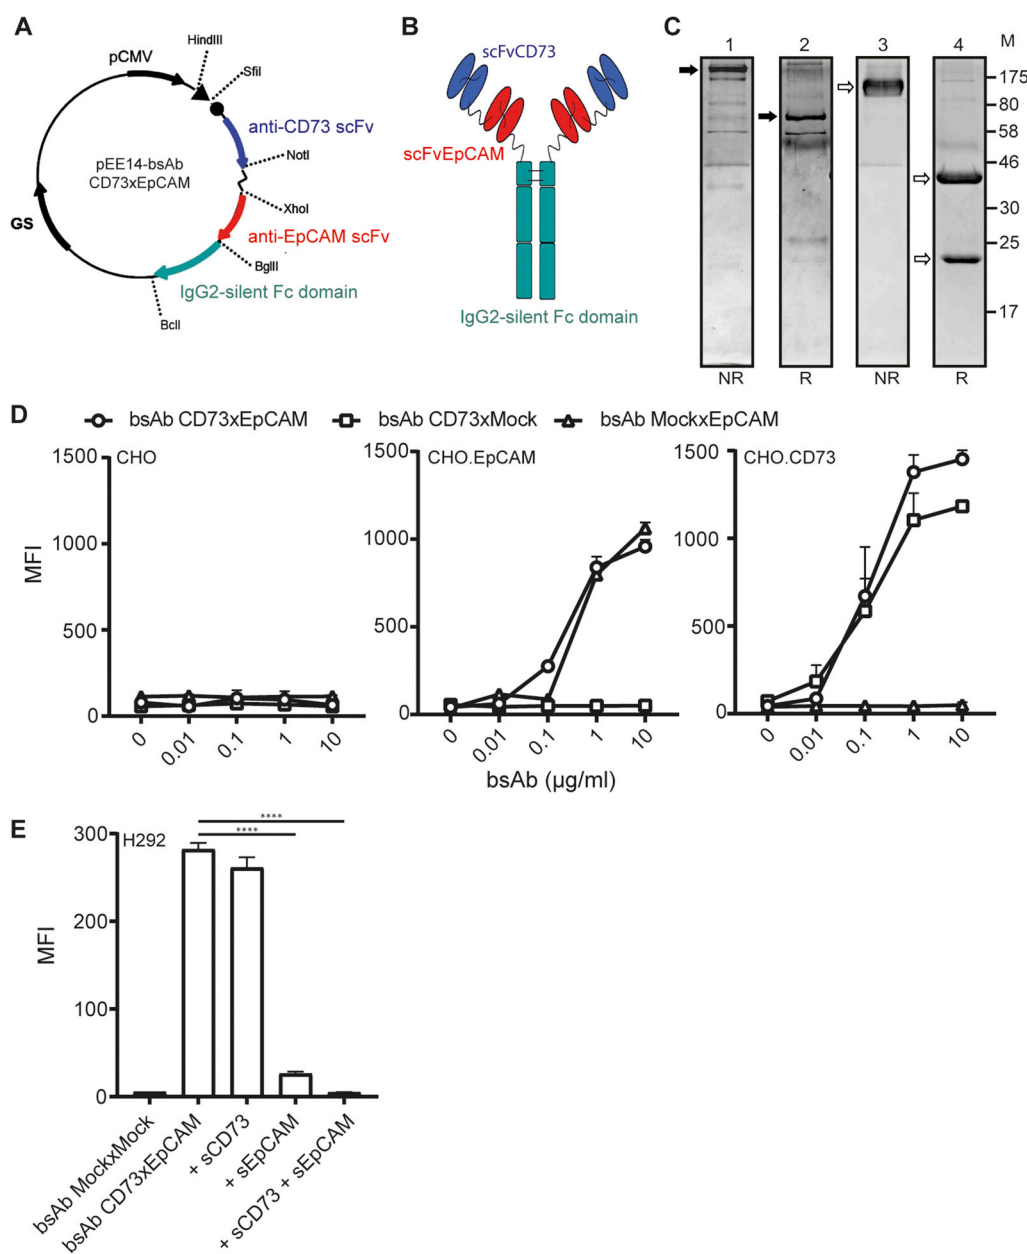 A
pCMV
HindIII
SfiI
anti-CD73 scFv
pEE14-bsAb
CD73xEpCAM
NotI
XhoI
GS
anti-EpCAM scFv
BglII
IgG2-silent Fc domain
BclI
B
scFvCD73
scFvEpCAM
IgG2-silent Fc domain
C
1 2 3 4 M
175
80
58
46
30
25
17
NR R NR R
D
bsAb CD73xEpCAM bsAb CD73xMock bsAb MockxEpCAM
CHO
MFI
1500
1000
500
0
0 0.01 0.1 1 10
CHO.EpCAM
1500
1000
500
0
0 0.01 0.1 1 10
CHO.CD73
1500
1000
500
0
0 0.01 0.1 1 10
bsAb (µg/ml)
E
H292
****
****
MFI
300
200
100
0
bsAb MockxMock
bsAb CD73xEpCAM
+ sCD73
+ sEpCAM
+ sCD73 + sEpCAM